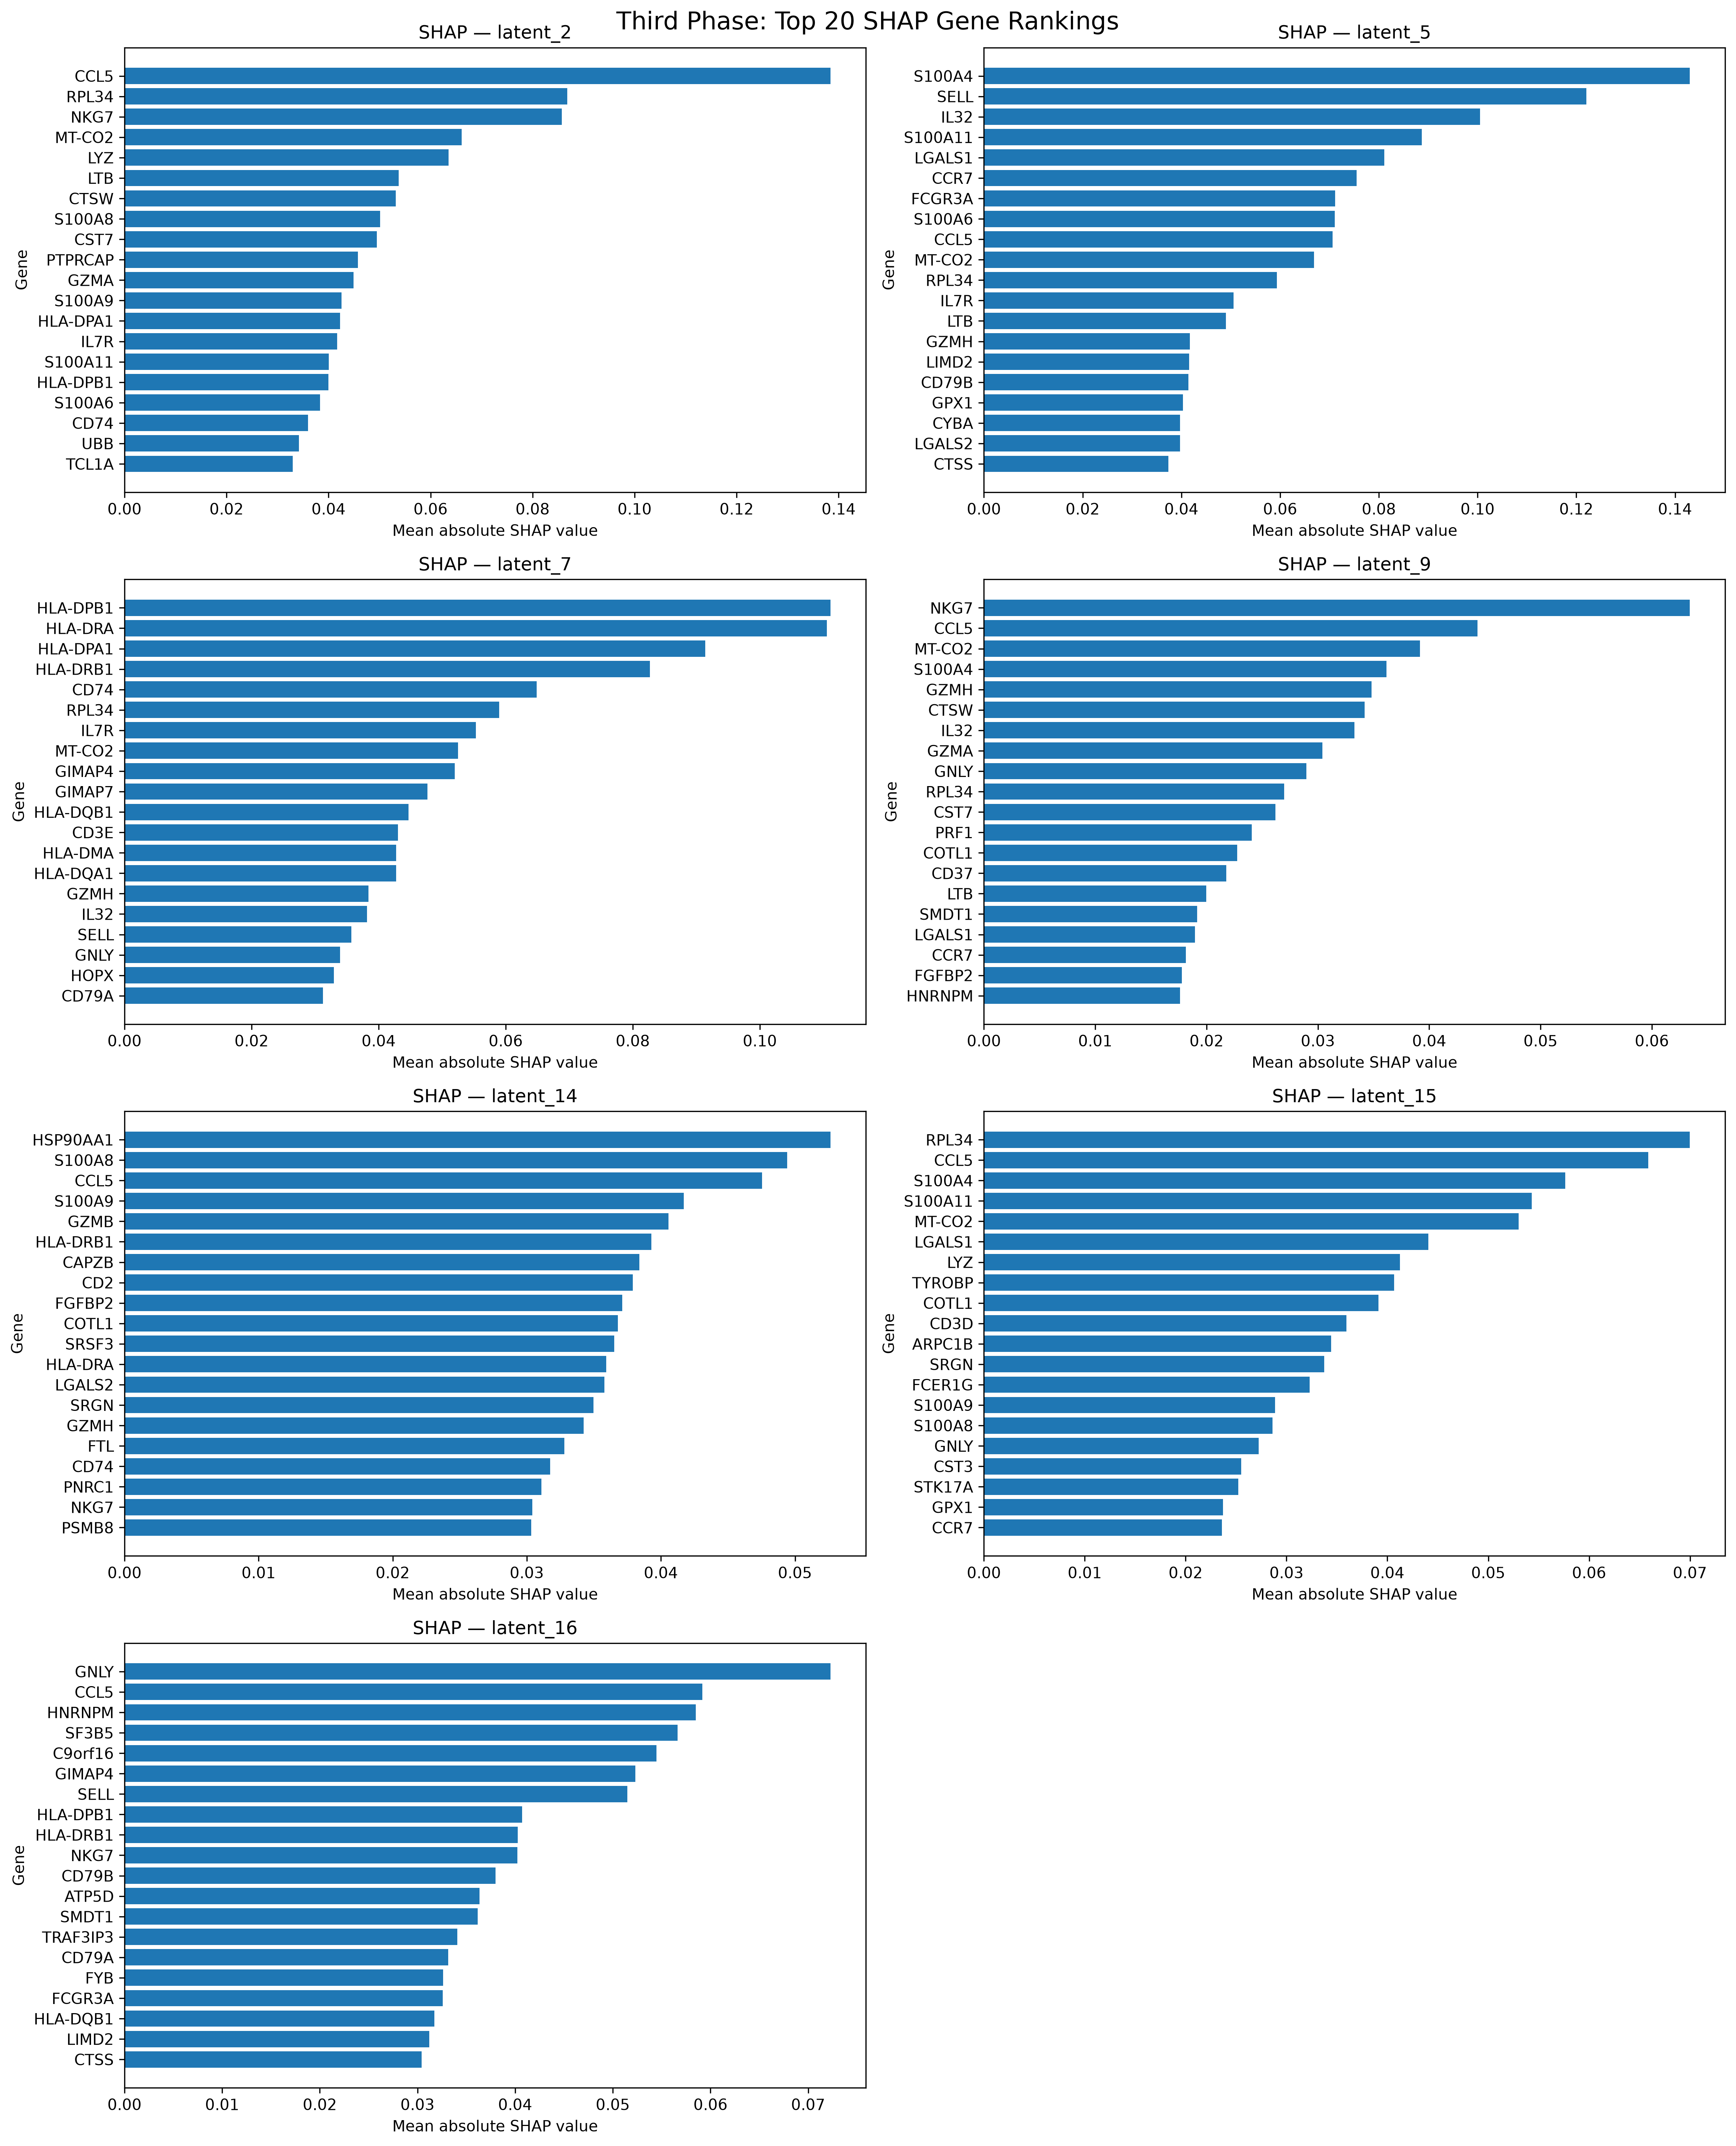 Third Phase: Top 20 SHAP Gene Rankings
SHAP — latent_2
Gene
CCL5
RPL34
NKG7
MT-CO2
LYZ
LTB
CTSW
S100A8
CST7
PTPRCAP
GZMA
S100A9
HLA-DPA1
IL7R
S100A11
HLA-DPB1
S100A6
CD74
UBB
TCL1A
0.00 0.02 0.04 0.06 0.08 0.10 0.12 0.14
Mean absolute SHAP value
SHAP — latent_5
Gene
S100A4
SELL
IL32
S100A11
LGALS1
CCR7
FCGR3A
S100A6
CCL5
MT-CO2
RPL34
IL7R
LTB
GZMH
LIMD2
CD79B
GPX1
CYBA
LGALS2
CTSS
0.00 0.02 0.04 0.06 0.08 0.10 0.12 0.14
Mean absolute SHAP value
SHAP — latent_7
Gene
HLA-DPB1
HLA-DRA
HLA-DPA1
HLA-DRB1
CD74
RPL34
IL7R
MT-CO2
GIMAP4
GIMAP7
HLA-DQB1
CD3E
HLA-DMA
HLA-DQA1
GZMH
IL32
SELL
GNLY
HOPX
CD79A
0.00 0.02 0.04 0.06 0.08 0.10
Mean absolute SHAP value
SHAP — latent_9
Gene
NKG7
CCL5
MT-CO2
S100A4
GZMH
CTSW
IL32
GZMA
GNLY
RPL34
CST7
PRF1
COTL1
CD37
LTB
SMDT1
LGALS1
CCR7
FGFBP2
HNRNPM
0.00 0.01 0.02 0.03 0.04 0.05 0.06
Mean absolute SHAP value
SHAP — latent_14
Gene
HSP90AA1
S100A8
CCL5
S100A9
GZMB
HLA-DRB1
CAPZB
CD2
FGFBP2
COTL1
SRSF3
HLA-DRA
LGALS2
SRGN
GZMH
FTL
CD74
PNRC1
NKG7
PSMB8
0.00 0.01 0.02 0.03 0.04 0.05
Mean absolute SHAP value
SHAP — latent_15
Gene
RPL34
CCL5
S100A4
S100A11
MT-CO2
LGALS1
LYZ
TYROBP
COTL1
CD3D
ARPC1B
SRGN
FCER1G
S100A9
S100A8
GNLY
CST3
STK17A
GPX1
CCR7
0.00 0.01 0.02 0.03 0.04 0.05 0.06 0.07
Mean absolute SHAP value
SHAP — latent_16
Gene
GNLY
CCL5
HNRNPM
SF3B5
C9orf16
GIMAP4
SELL
HLA-DPB1
HLA-DRB1
NKG7
CD79B
ATP5D
SMDT1
TRAF3IP3
CD79A
FYB
FCGR3A
HLA-DQB1
LIMD2
CTSS
0.00 0.01 0.02 0.03 0.04 0.05 0.06 0.07
Mean absolute SHAP value